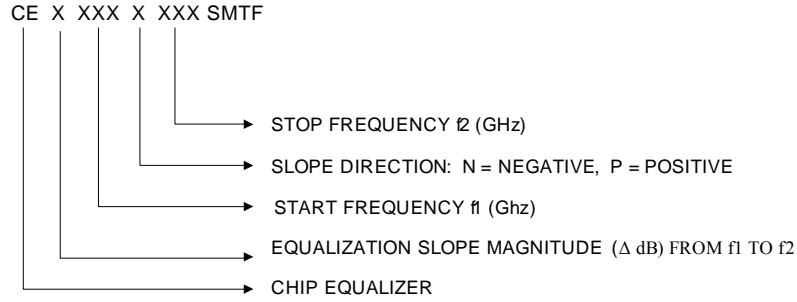 CE X XXX X XXX SMTF
STOP FREQUENCY f2 (GHz)
SLOPE DIRECTION: N = NEGATIVE, P = POSITIVE
START FREQUENCY f1 (Ghz)
EQUALIZATION SLOPE MAGNITUDE (Δ dB) FROM f1 TO f2
CHIP EQUALIZER